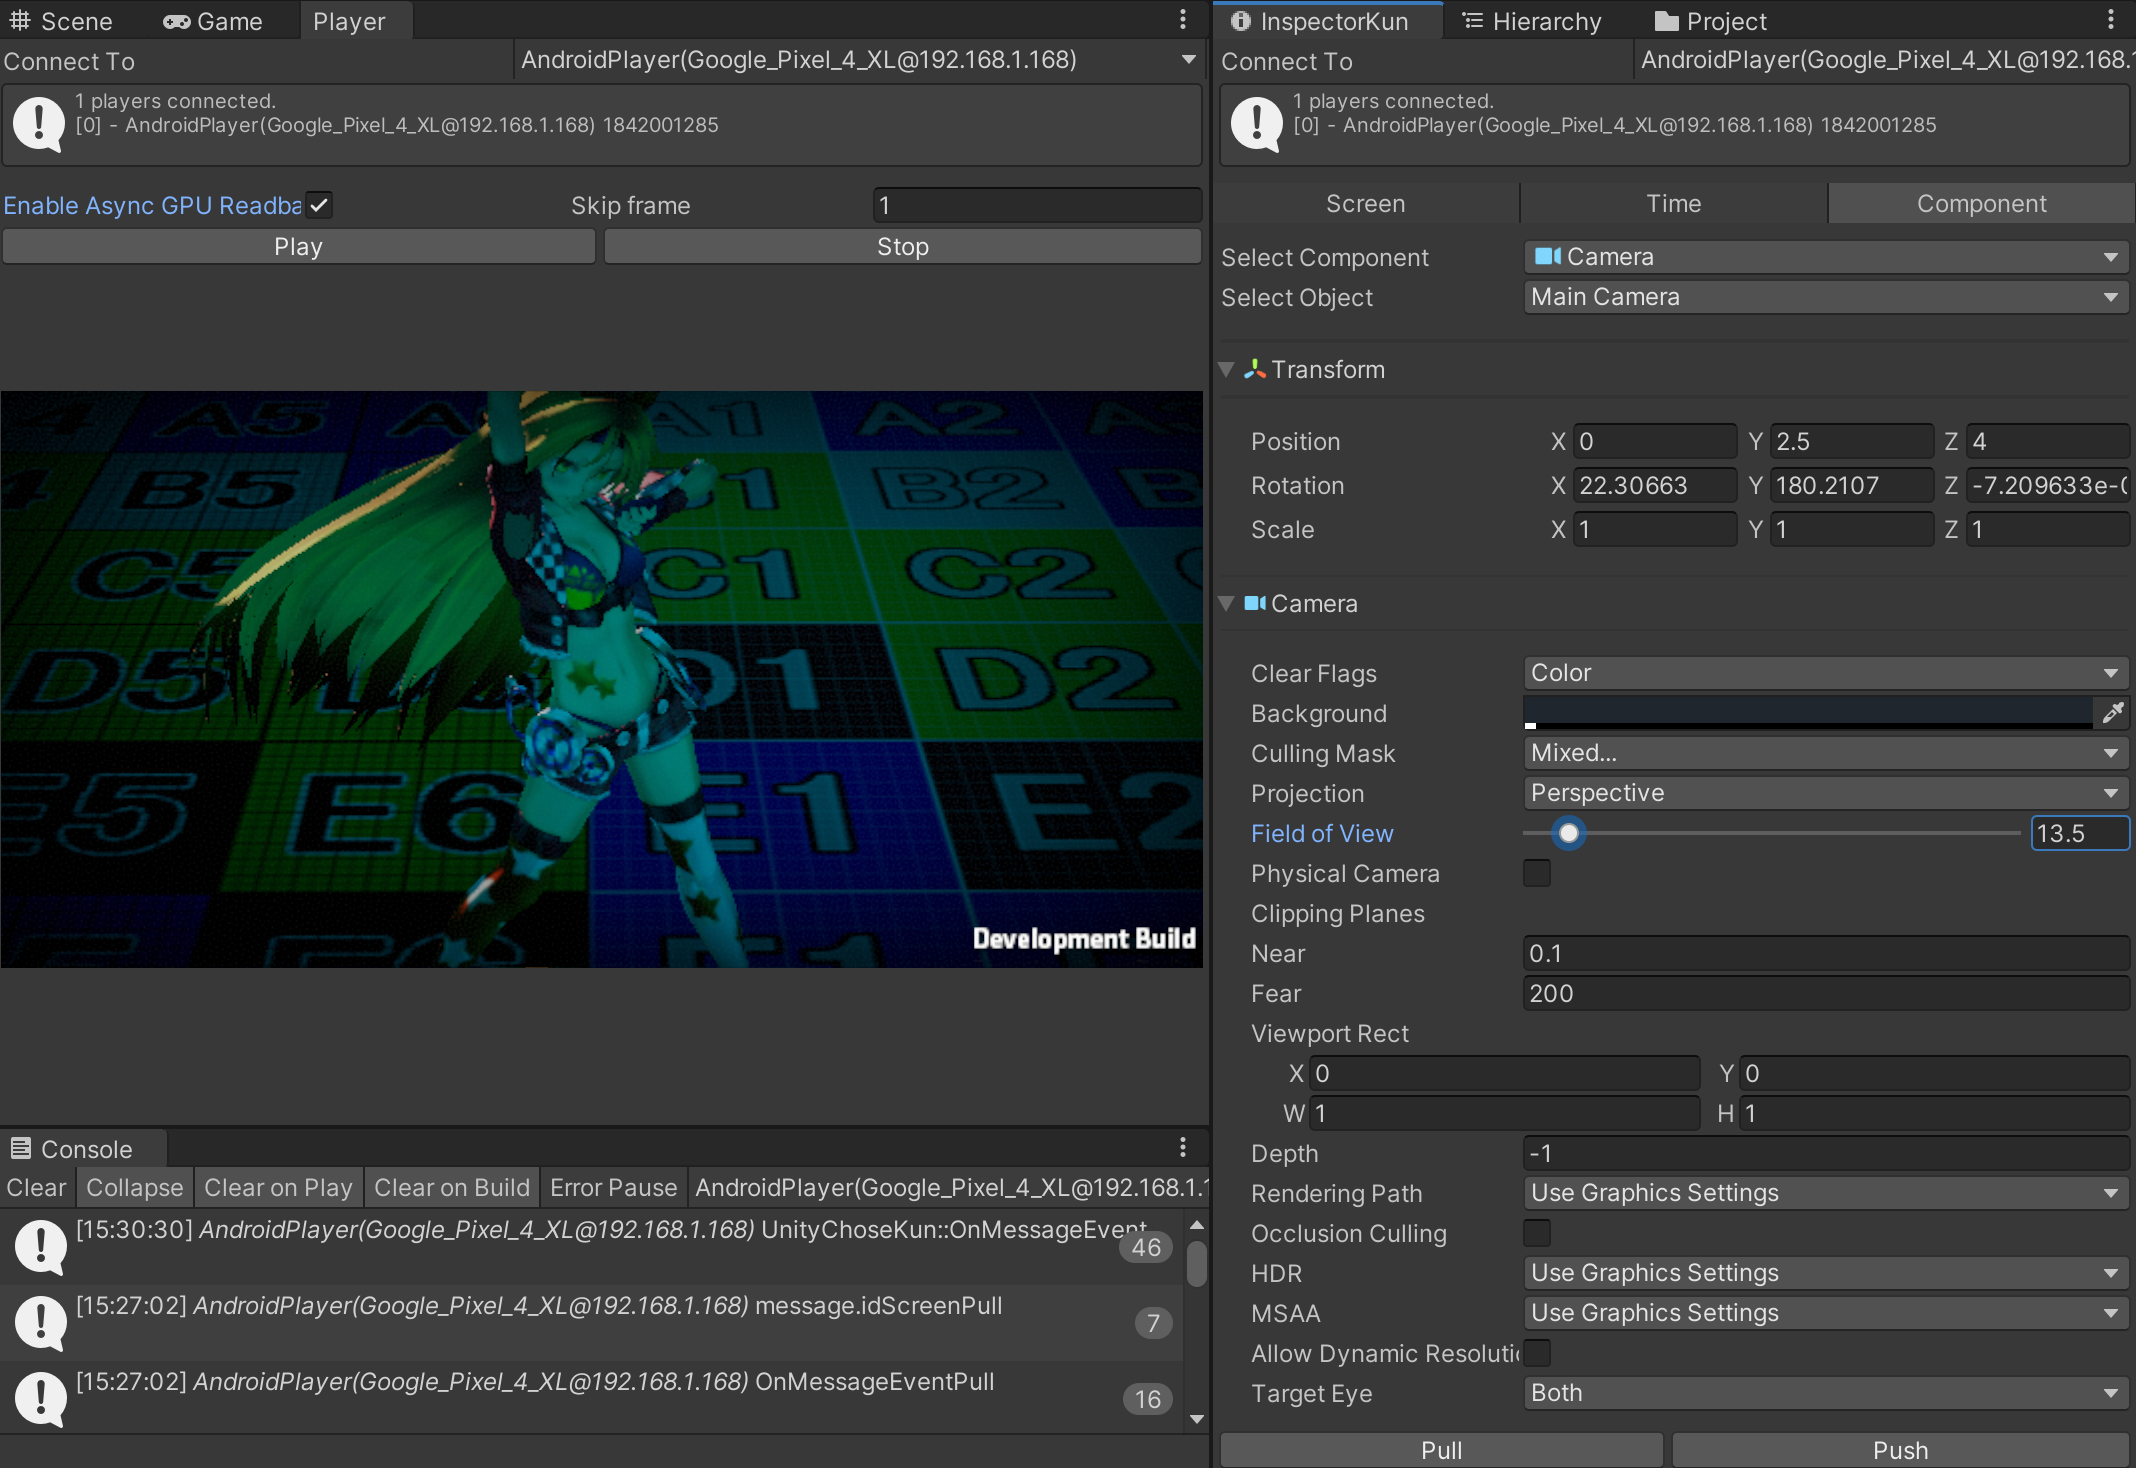 Scene Game Player
Connect To AndroidPlayer(Google_Pixel_4_XL@192.168.1.168)
1 players connected.
[0] - AndroidPlayer(Google_Pixel_4_XL@192.168.1.168) 1842001285
Enable Async GPU Readba Skip frame 1
Play Stop
A5 A1 A2
B5 B2
C5 C1 C2
D5 D1 D2
E5 E6 E1 E2
Development Build
Console
Clear Collapse Clear on Play Clear on Build Error Pause AndroidPlayer(Google_Pixel_4_XL@192.168.1.1
[15:30:30] AndroidPlayer(Google_Pixel_4_XL@192.168.1.168) UnityChoseKun::OnMessageEvent 46
[15:27:02] AndroidPlayer(Google_Pixel_4_XL@192.168.1.168) message.idScreenPull 7
[15:27:02] AndroidPlayer(Google_Pixel_4_XL@192.168.1.168) OnMessageEventPull 16
InspectorKun Hierarchy Project
Connect To AndroidPlayer(Google_Pixel_4_XL@192.168.1
1 players connected.
[0] - AndroidPlayer(Google_Pixel_4_XL@192.168.1.168) 1842001285
Screen Time Component
Select Component Camera
Select Object Main Camera
Transform
Position X 0 Y 2.5 Z 4
Rotation X 22.30663 Y 180.2107 Z -7.209633e-0
Scale X 1 Y 1 Z 1
Camera
Clear Flags Color
Background
Culling Mask Mixed...
Projection Perspective
Field of View 13.5
Physical Camera
Clipping Planes
Near 0.1
Fear 200
Viewport Rect
X 0 Y 0
W 1 H 1
Depth -1
Rendering Path Use Graphics Settings
Occlusion Culling
HDR Use Graphics Settings
MSAA Use Graphics Settings
Allow Dynamic Resolutio
Target Eye Both
Pull Push